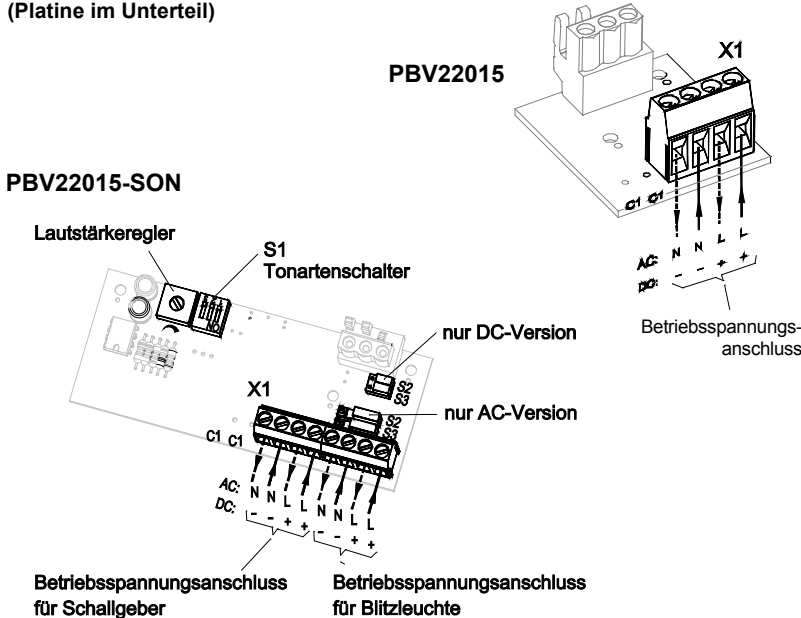 (Platine im Unterteil)
PBV22015
X1
C1 C1
AC: N N L L
DC: - - + +
Betriebsspannungs-
anschluss
PBV22015-SON
Lautstärkeregler
S1
Tonartenschalter
nur DC-Version
S2
S3
nur AC-Version
S2
S3
X1
C1 C1
AC: N N L L N N L L
DC: - - + + - - + +
Betriebsspannungsanschluss
für Schallgeber
Betriebsspannungsanschluss
für Blitzleuchte